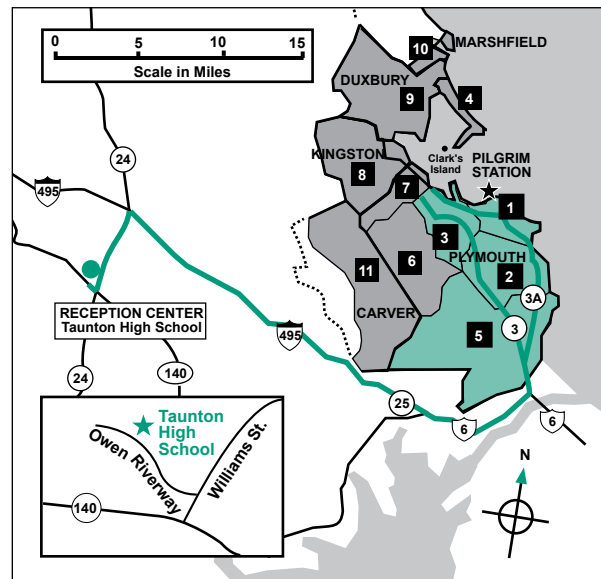 0 5 10 15
Scale in Miles
10
MARSHFIELD
DUXBURY
9
4
24
Clark's
Island
KINGSTON
8
PILGRIM
STATION
495
7
1
3
PLYMOUTH
6
2
11
3A
CARVER
RECEPTION CENTER
Taunton High School
495
5
3
24
140
25
6
6
Taunton
High
School
Owen Riverway
Williams St.
140
N